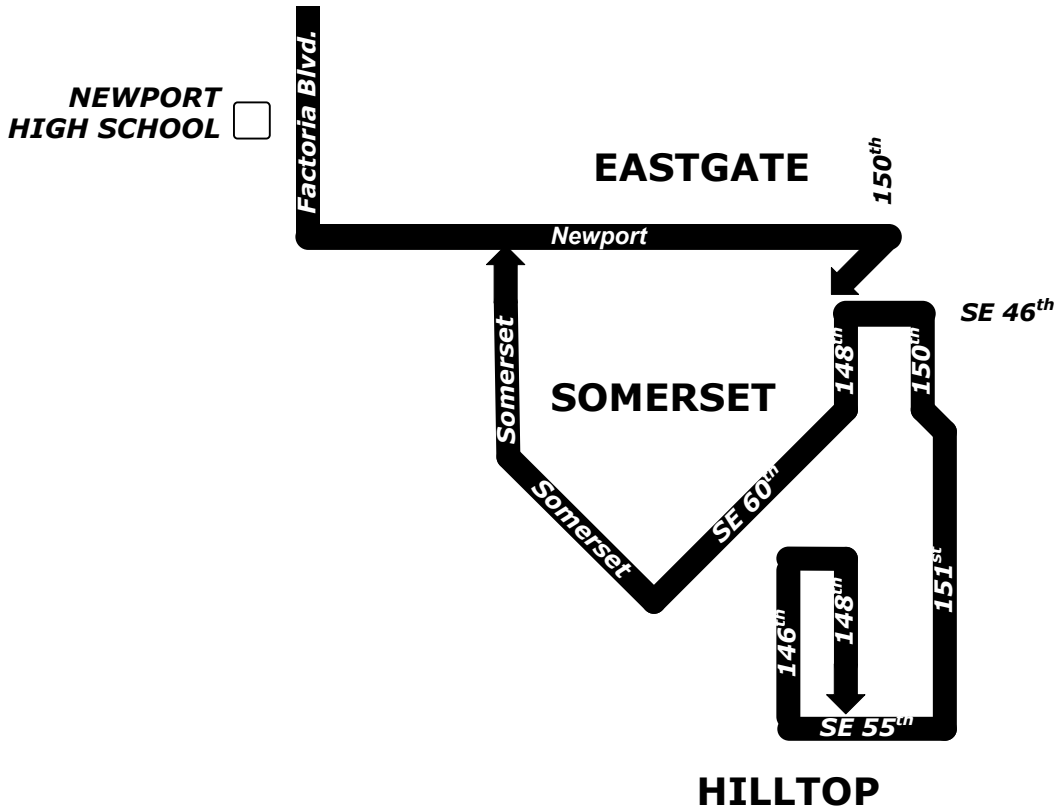 Factoria Blvd.
NEWPORT
HIGH SCHOOL
EASTGATE
150th
Newport
SE 46th
148th
150th
Somerset
SOMERSET
Somerset
SE 60th
151st
146th
148th
SE 55th
HILLTOP